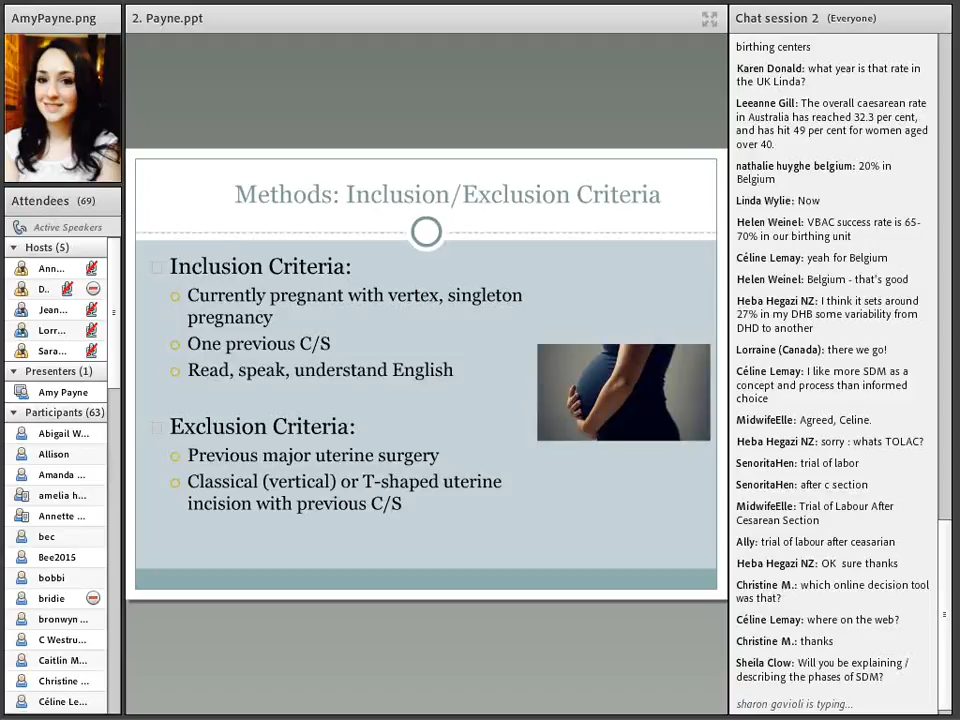 AmyPayne.png
Attendees (69)
Active Speakers
Hosts (5)
Ann...
D..
Jean...
Lorr...
Sara...
Presenters (1)
Amy Payne
Participants (63)
Abigail W...
Allison
Amanda ...
amelia h...
Annette ...
bec
Bee2015
bobbi
bridie
bronwyn ...
C Westru...
Caitlin M...
Christine ...
Céline Le...
2. Payne.ppt
Methods: Inclusion/Exclusion Criteria
Inclusion Criteria:
Currently pregnant with vertex, singleton
pregnancy
One previous C/S
Read, speak, understand English
Exclusion Criteria:
Previous major uterine surgery
Classical (vertical) or T-shaped uterine
incision with previous C/S
Chat session 2 (Everyone)
birthing centers
Karen Donald: what year is that rate in
the UK Linda?
Leeanne Gill: The overall caesarean rate
in Australia has reached 32.3 per cent,
and has hit 49 per cent for women aged
over 40.
nathalie huyghe belgium: 20% in
Belgium
Linda Wylie: Now
Helen Weinel: VBAC success rate is 65-
70% in our birthing unit
Céline Lemay: yeah for Belgium
Helen Weinel: Belgium - that's good
Heba Hegazi NZ: I think it sets around
27% in my DHB some variability from
DHD to another
Lorraine (Canada): there we go!
Céline Lemay: I like more SDM as a
concept and process than informed
choice
MidwifeElle: Agreed, Celine.
Heba Hegazi NZ: sorry : whats TOLAC?
SenoritaHen: trial of labor
SenoritaHen: after c section
MidwifeElle: Trial of Labour After
Cesarean Section
Ally: trial of labour after ceasarian
Heba Hegazi NZ: OK  sure thanks
Christine M.: which online decision tool
was that?
Céline Lemay: where on the web?
Christine M.: thanks
Sheila Clow: Will you be explaining /
describing the phases of SDM?
sharon gavioli is typing...